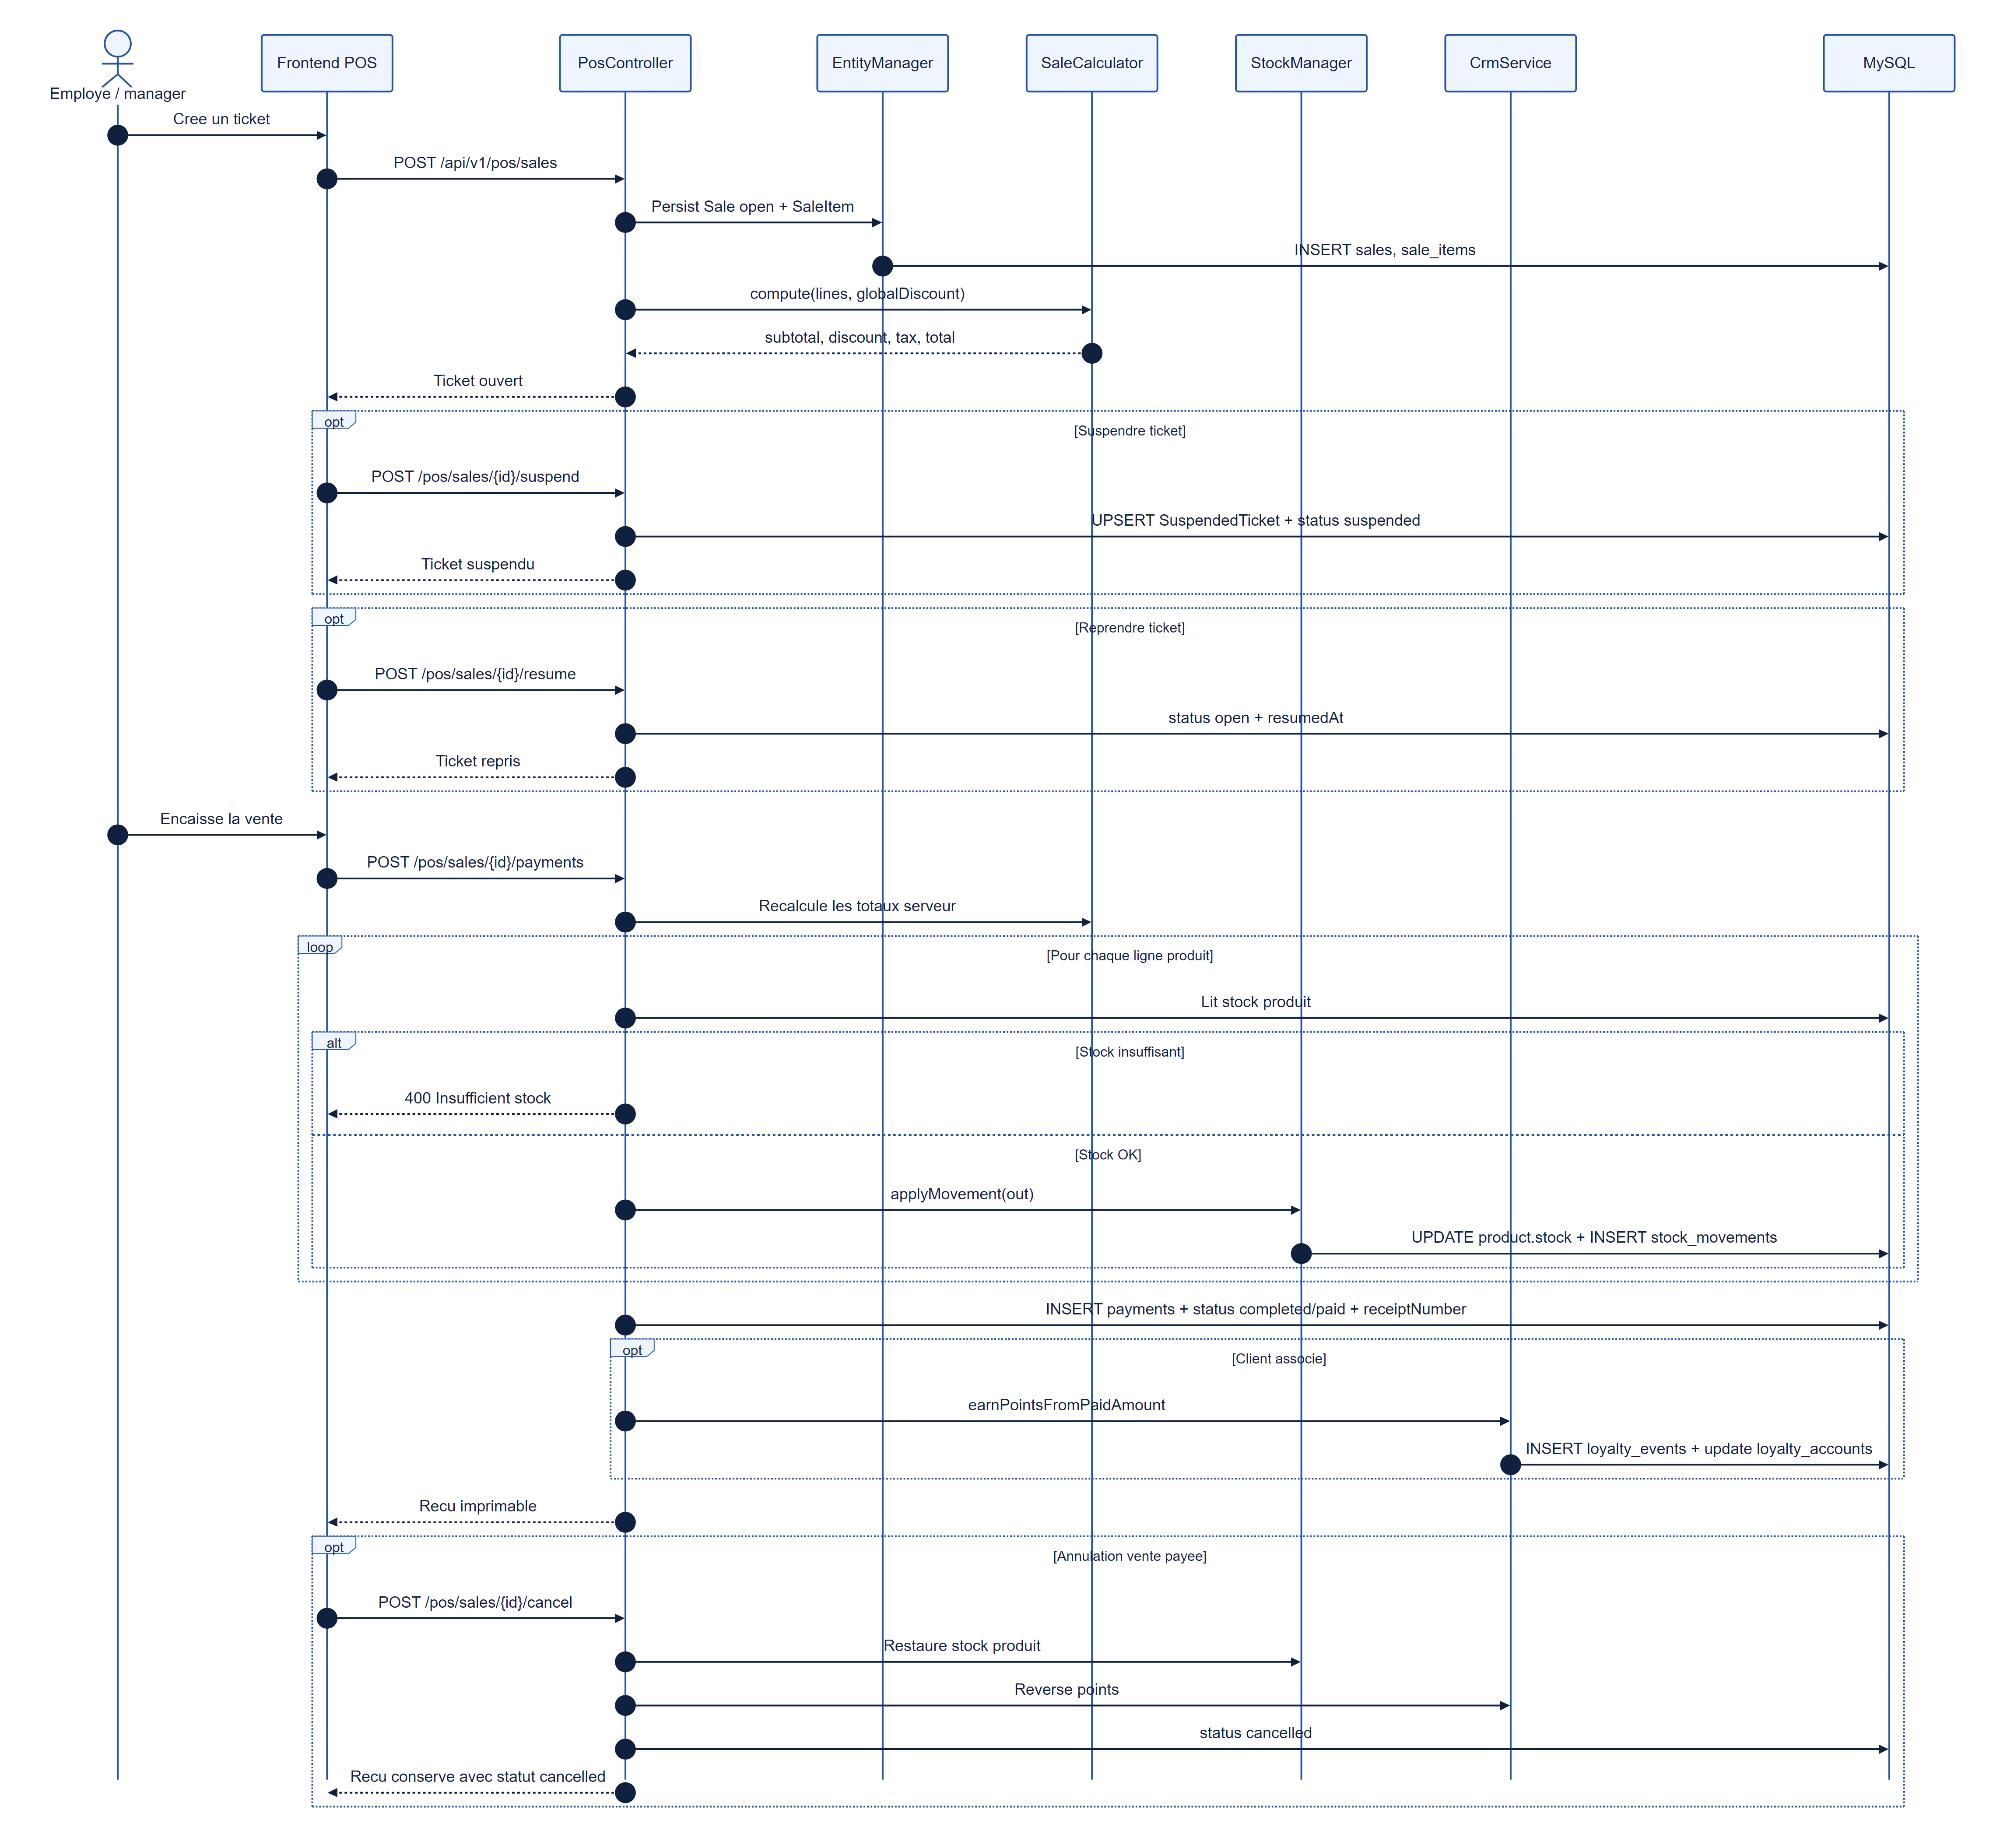 Employe / manager
Frontend POS
PosController
EntityManager
SaleCalculator
StockManager
CrmService
MySQL
Cree un ticket
POST /api/v1/pos/sales
Persist Sale open + SaleItem
INSERT sales, sale_items
compute(lines, globalDiscount)
subtotal, discount, tax, total
Ticket ouvert
opt
[Suspendre ticket]
POST /pos/sales/{id}/suspend
UPSERT SuspendedTicket + status suspended
Ticket suspendu
opt
[Reprendre ticket]
POST /pos/sales/{id}/resume
status open + resumedAt
Ticket repris
Encaisse la vente
POST /pos/sales/{id}/payments
Recalcule les totaux serveur
loop
[Pour chaque ligne produit]
Lit stock produit
alt
[Stock insuffisant]
400 Insufficient stock
[Stock OK]
applyMovement(out)
UPDATE product.stock + INSERT stock_movements
INSERT payments + status completed/paid + receiptNumber
opt
[Client associe]
earnPointsFromPaidAmount
INSERT loyalty_events + update loyalty_accounts
Recu imprimable
opt
[Annulation vente payee]
POST /pos/sales/{id}/cancel
Restaure stock produit
Reverse points
status cancelled
Recu conserve avec statut cancelled